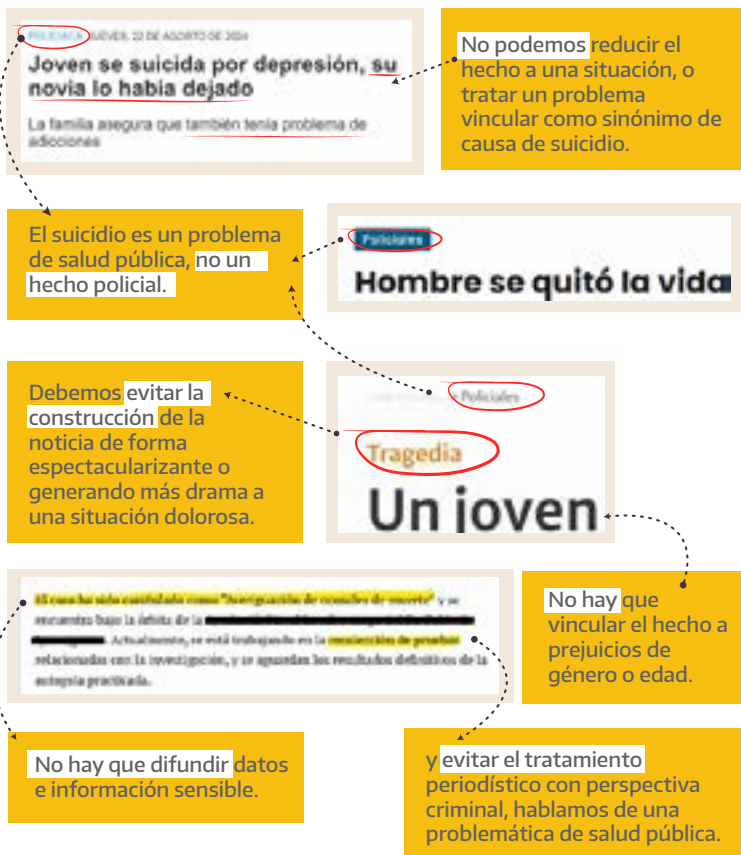 POLICIACA JUEVES, 22 DE AGOSTO DE 2024
Joven se suicida por depresión, su
novia lo habia dejado
La familia asegura que también tenía problema de
adicciones
No podemos reducir el
hecho a una situación, o
tratar un problema
vincular como sinónimo de
causa de suicidio.
El suicidio es un problema
de salud pública, no un
hecho policial.
Policiales
Hombre se quitó la vida
Debemos evitar la
construcción de la
noticia de forma
espectacularizante o
generando más drama a
una situación dolorosa.
Policiales
Tragedia
Un joven
El caso ha sido caratulado como "Averiguación de causales de muerte" y se
encuentra bajo la órbita de la
Actualmente, se está trabajando en la recolección de pruebas
relacionadas con la investigación, y se aguardan los resultados definitivos de la
autopsia practicada.
No hay que
vincular el hecho a
prejuicios de
género o edad.
No hay que difundir datos
e información sensible.
y evitar el tratamiento
periodístico con perspectiva
criminal, hablamos de una
problemática de salud pública.